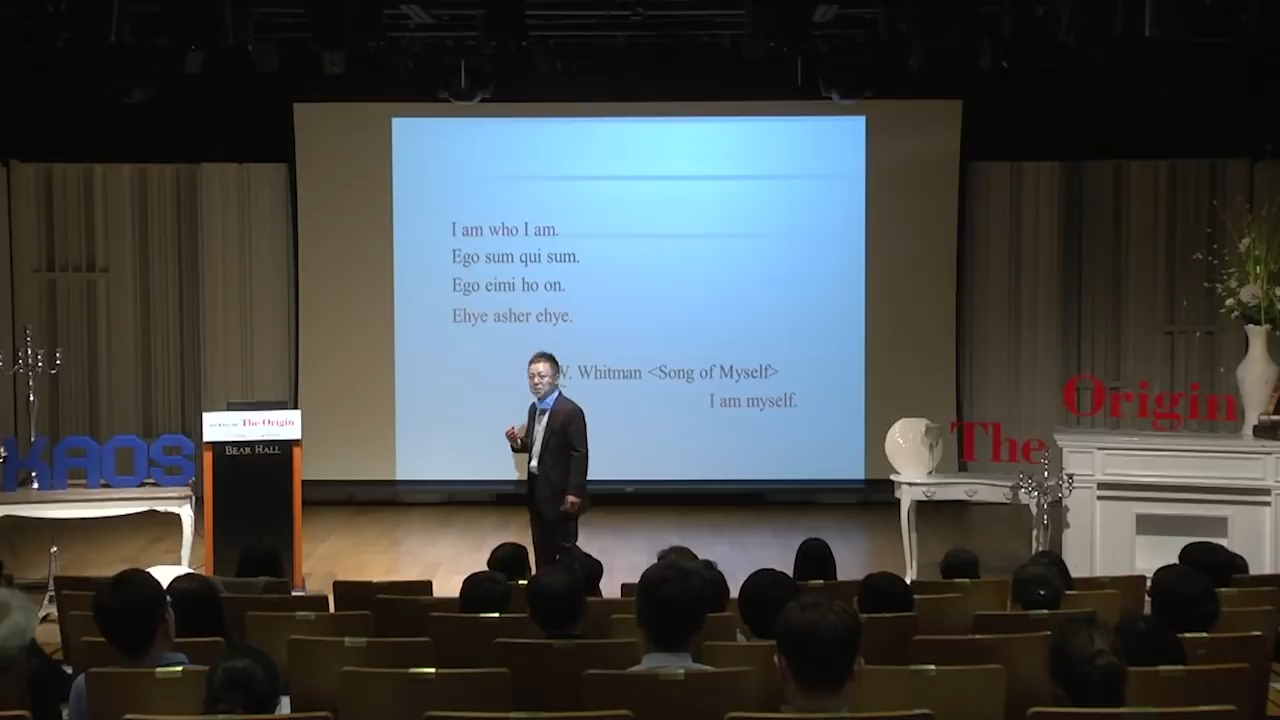 I am who I am.
Ego sum qui sum.
Ego eimi ho on.
Ehye asher ehye.
W. Whitman <Song of Myself>
I am myself.
The Origin
BEAR HALL
KAOS
The Origin